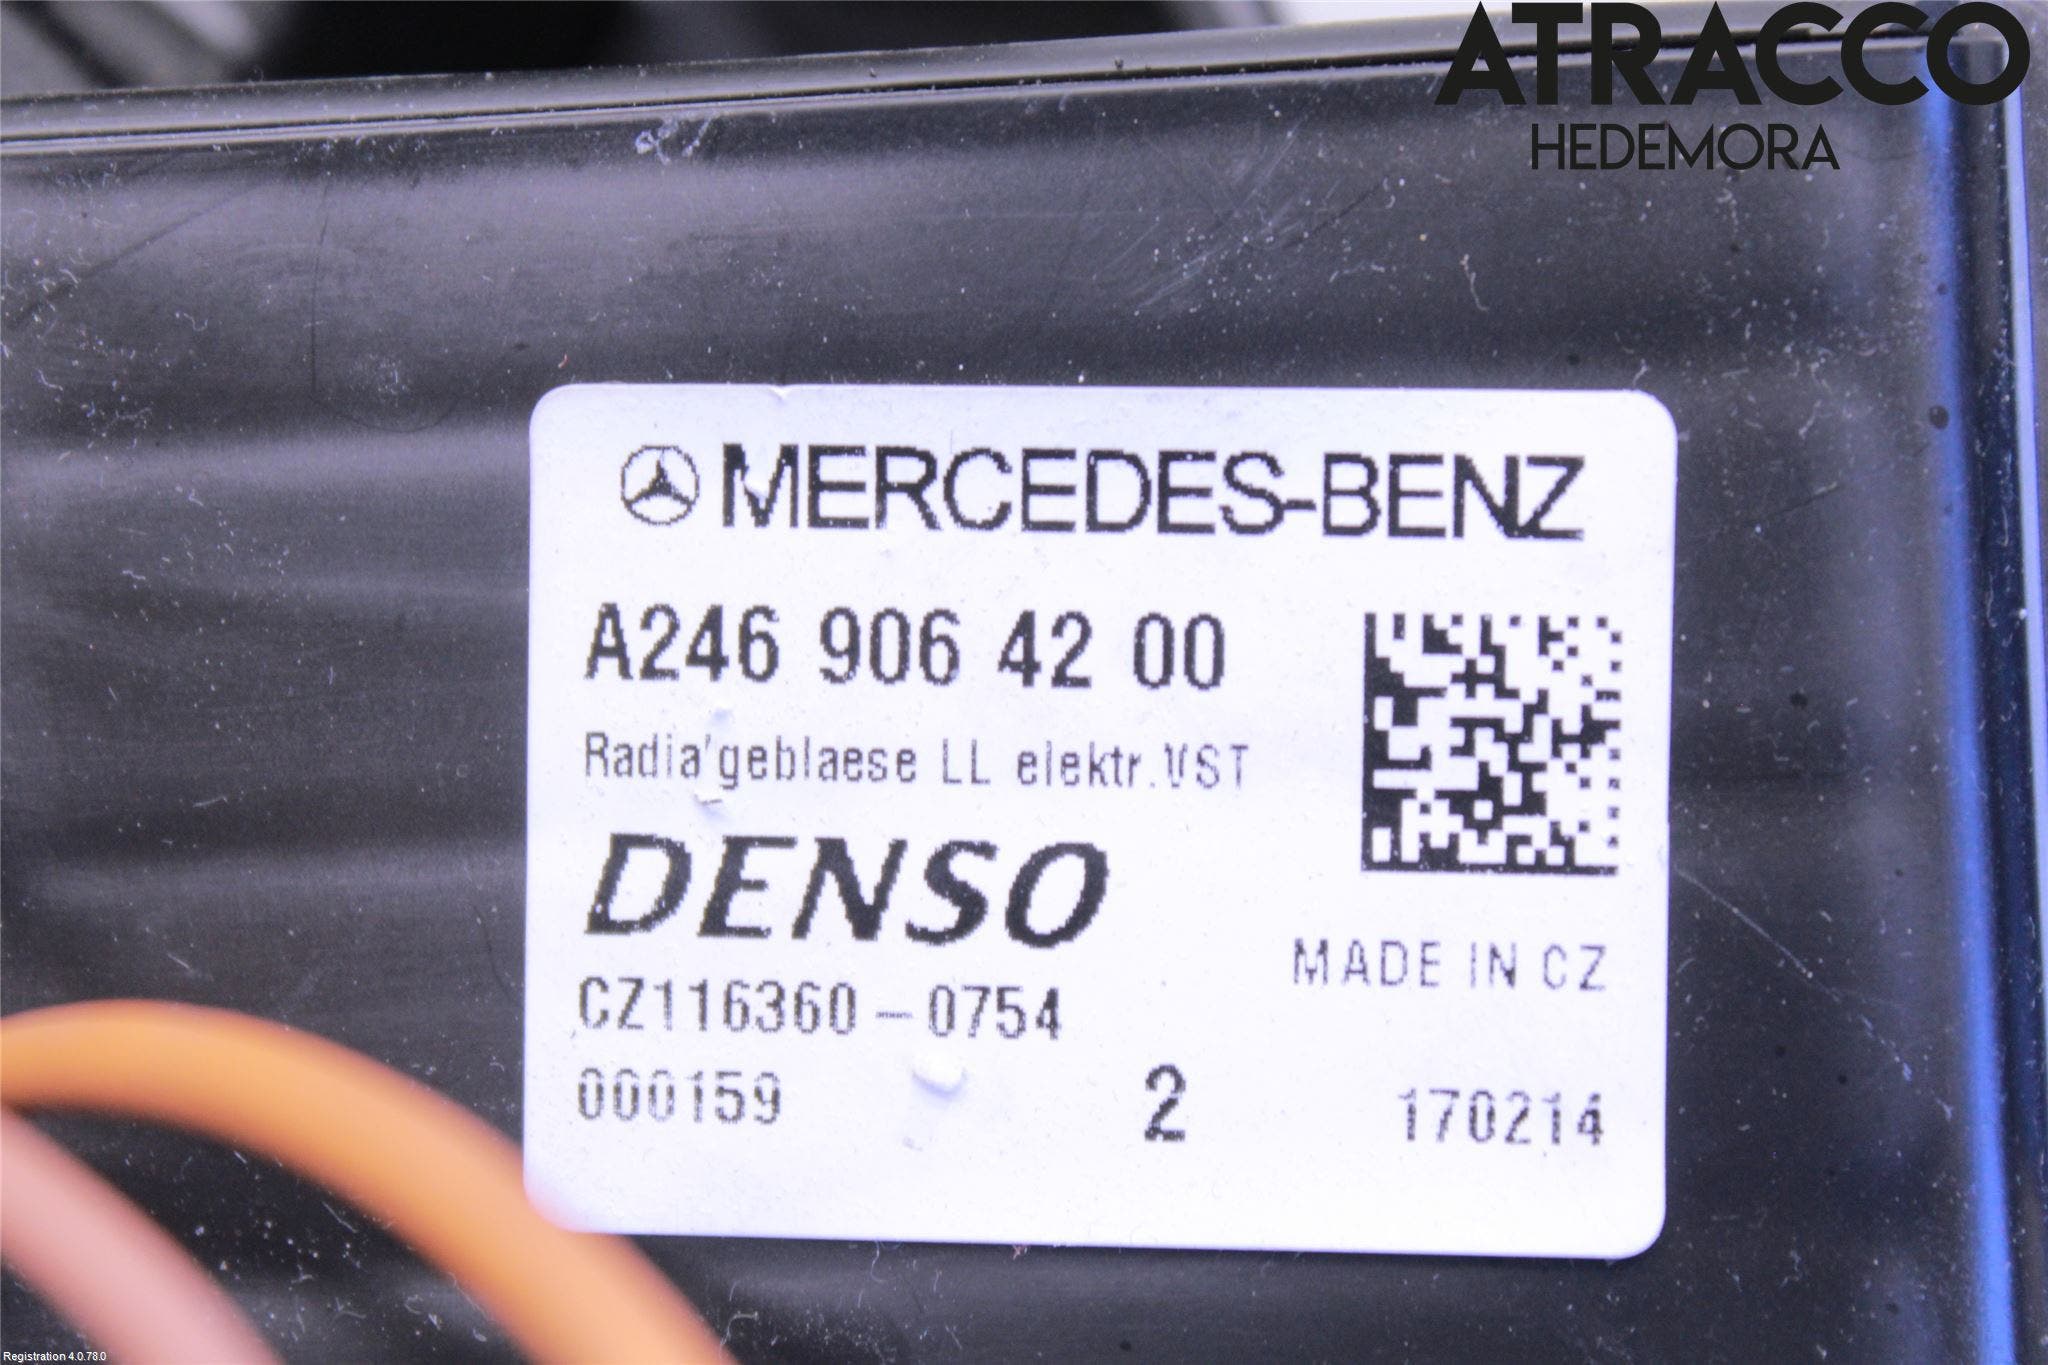 ATRACCO
HEDEMORA
MERCEDES-BENZ
A246 906 42 00
Radia'geblaese LL elektr.VST
DENSO
MADE IN CZ
CZ116360-0754
000159 2 170214
Registration 4.0.78.0